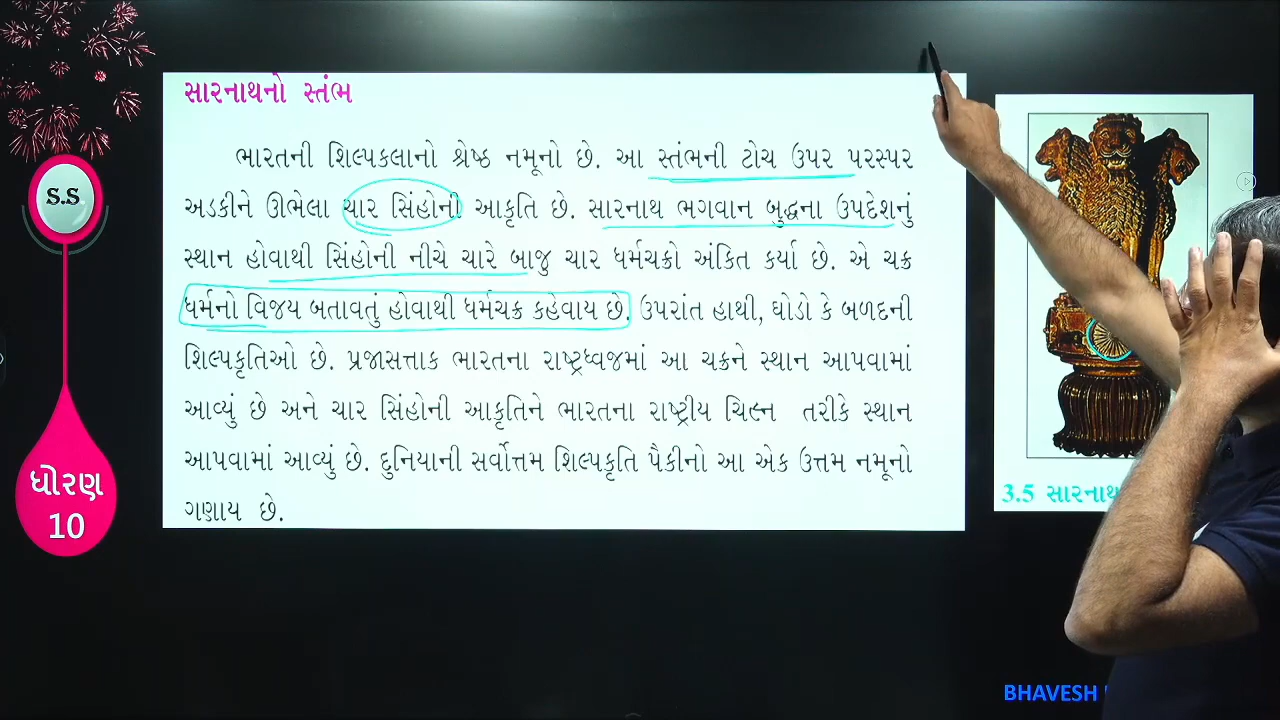 સારનાથનો સ્તંભ
ભારતની શિલ્પકલાનો શ્રેષ્ઠ નમૂનો છે. આ સ્તંભની ટોચ ઉપર પરસ્પર
અડકીને ઊભેલા ચાર સિંહોની આકૃતિ છે. સારનાથ ભગવાન બુદ્ધના ઉપદેશનું
સ્થાન હોવાથી સિંહોની નીચે ચારે બાજુ ચાર ધર્મચક્રો અંકિત કર્યા છે. એ ચક્ર
ધર્મનો વિજય બતાવતું હોવાથી ધર્મચક્ર કહેવાય છે. ઉપરાંત હાથી, ઘોડો કે બળદની
શિલ્પકૃતિઓ છે. પ્રજાસત્તાક ભારતના રાષ્ટ્રધ્વજમાં આ ચક્રને સ્થાન આપવામાં
આવ્યું છે અને ચાર સિંહોની આકૃતિને ભારતના રાષ્ટ્રીય ચિહ્ન તરીકે સ્થાન
આપવામાં આવ્યું છે. દુનિયાની સર્વોત્તમ શિલ્પકૃતિ પૈકીનો આ એક ઉત્તમ નમૂનો
ગણાય છે.
S.S
ધોરણ
10
3.5 સારનાથ
BHAVESH